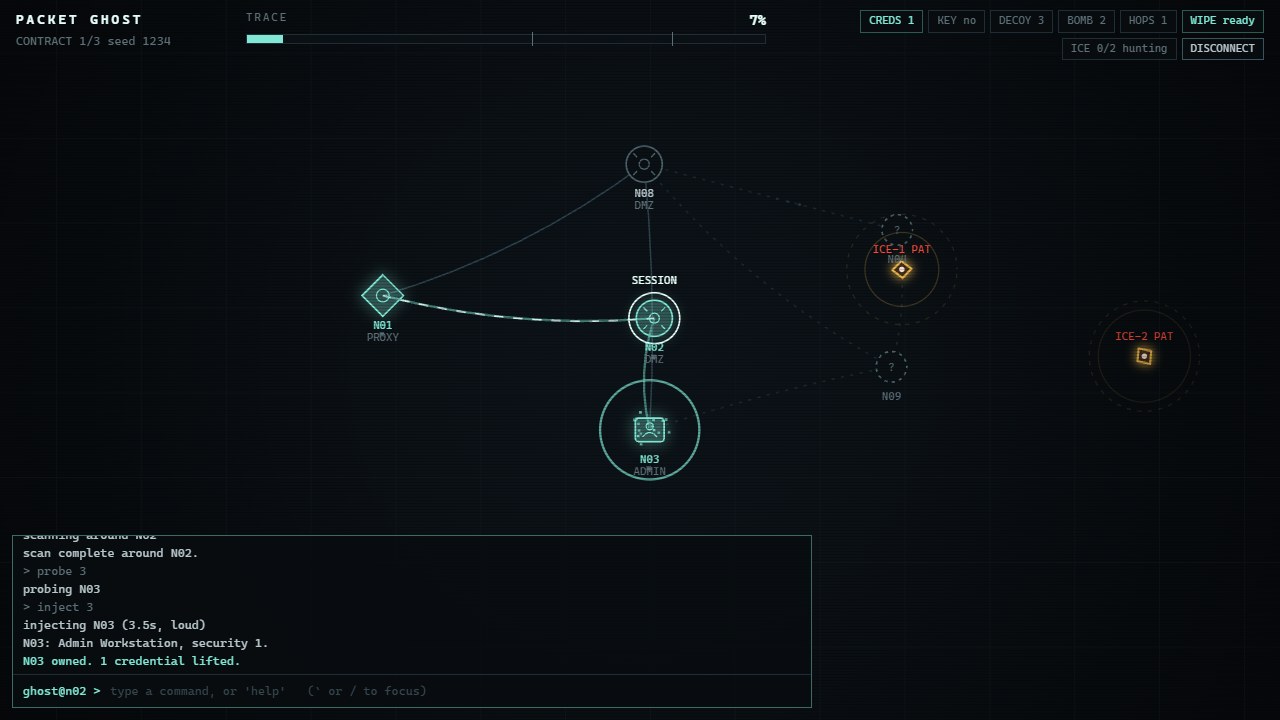 PACKET GHOST
CONTRACT 1/3 seed 1234
TRACE
7%
CREDS 1
KEY no
DECOY 3
BOMB 2
HOPS 1
WIPE ready
ICE 0/2 hunting
DISCONNECT
N08
DMZ
?
ICE-1 PAT
SESSION
N01
PROXY
N02
DMZ
ICE-2 PAT
?
N09
N03
ADMIN
scanning around N02
scan complete around N02.
> probe 3
probing N03
> inject 3
injecting N03 (3.5s, loud)
N03: Admin Workstation, security 1.
N03 owned. 1 credential lifted.
ghost@n02 > type a command, or 'help' (` or / to focus)